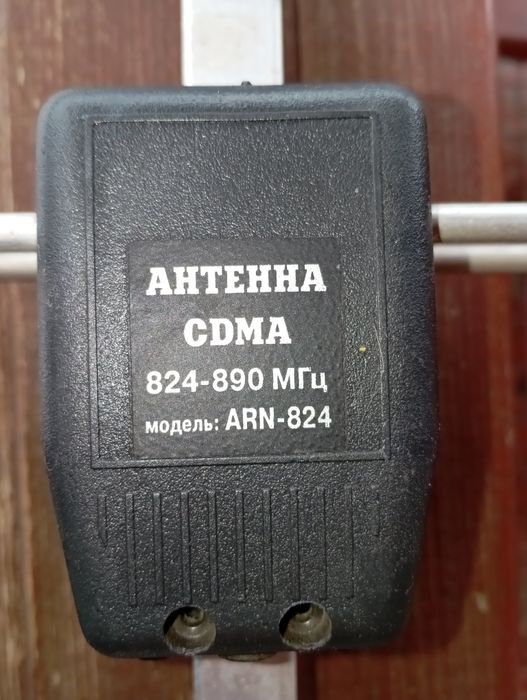 АНТЕННА
CDMA
824-890 МГц
модель: ARN-824